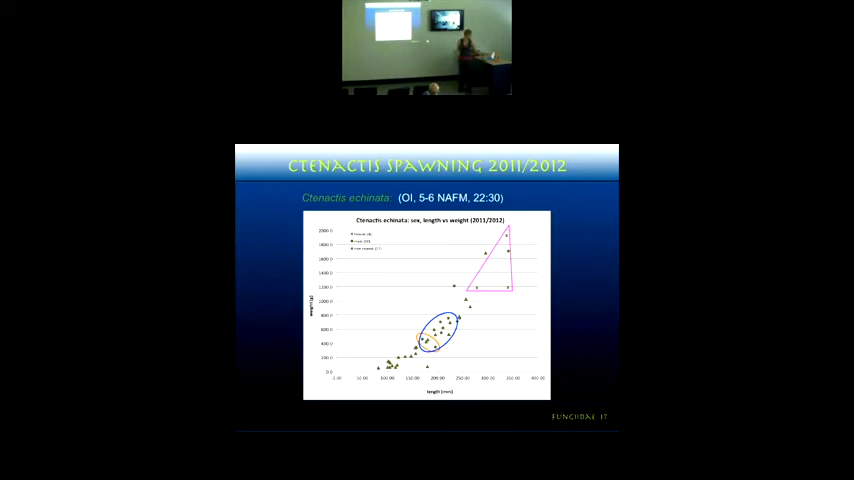 CTENACTIS SPAWNING 2011/2012
Ctenactis echinata: (OI, 5-6 NAFM, 22:30)
Ctenactis echinata: sex, length vs weight (2011/2012)
2000.0
1800.0
1600.0
1400.0
1200.0
1000.0
800.0
600.0
400.0
200.0
0.0
weight (g)
0.00 50.00 100.00 150.00 200.00 250.00 300.00 350.00 400.00
length (mm)
FUNGIIDAE 17